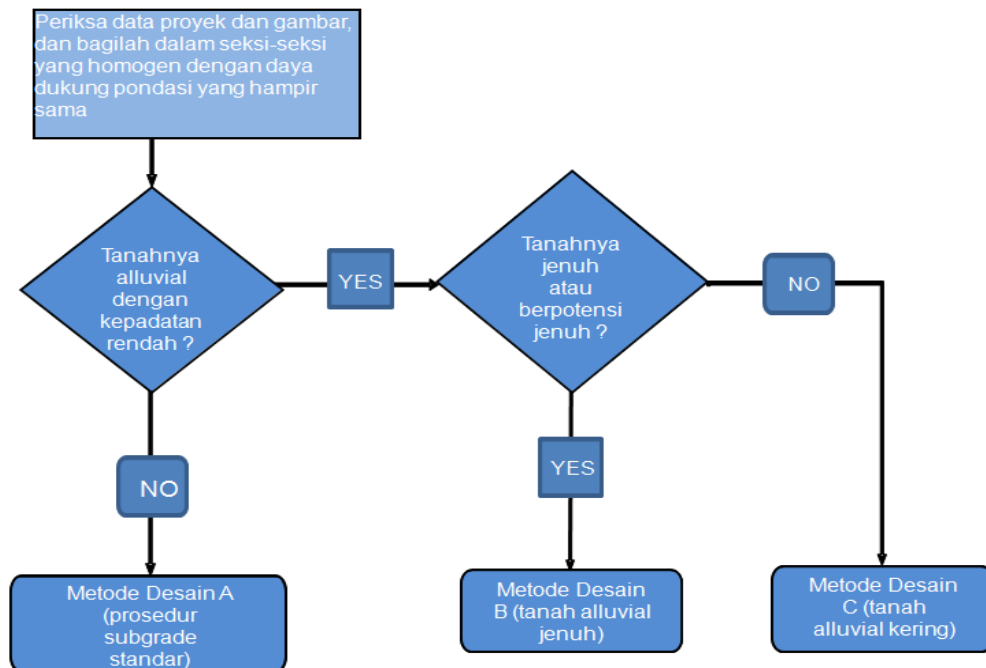 Periksa data proyek dan gambar,
dan bagilah dalam seksi-seksi
yang homogen dengan daya
dukung pondasi yang hampir
sama
Tanahnya
alluvial
dengan
kepadatan
rendah ?
YES
Tanahnya
jenuh
atau
berpotensi
jenuh ?
NO
NO
YES
Metode Desain A
(prosedur
subgrade
standar)
Metode Desain
B (tanah alluvial
jenuh)
Metode Desain
C (tanah
alluvial kering)